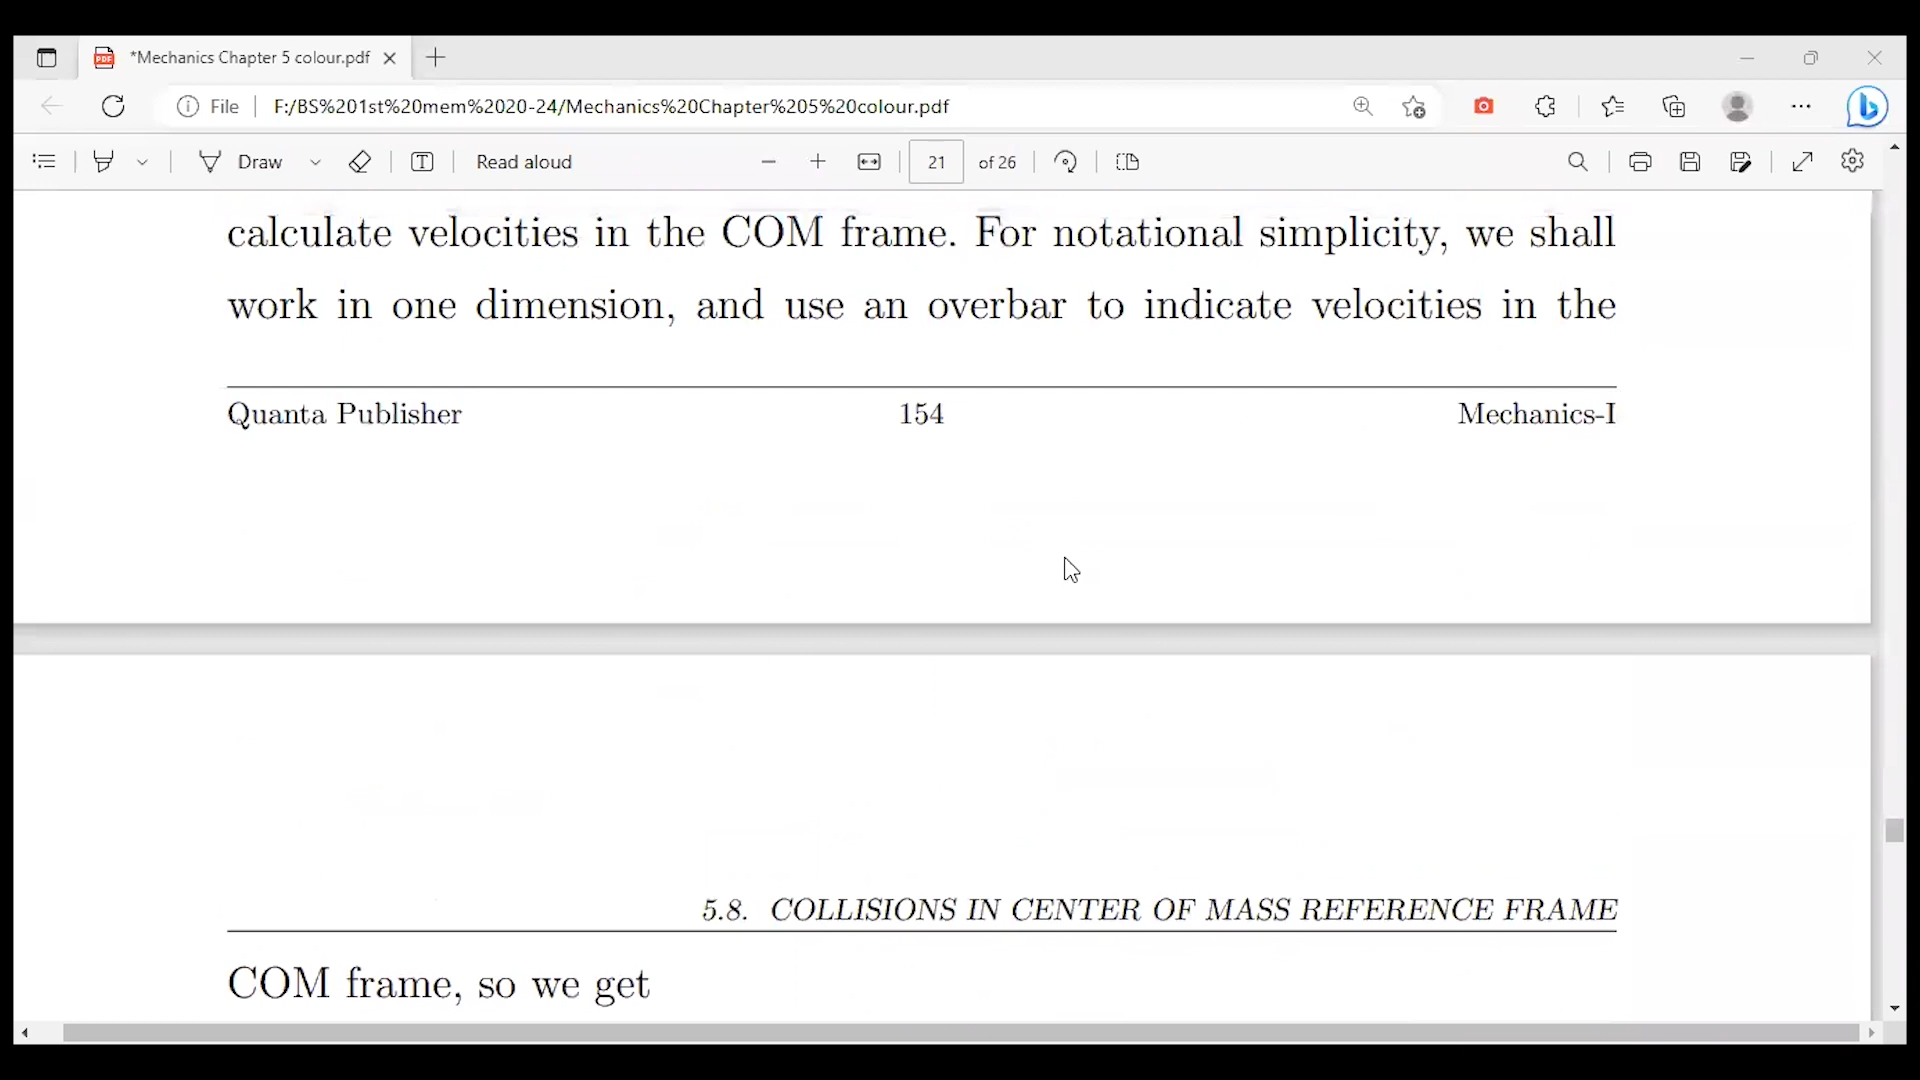 *Mechanics Chapter 5 colour.pdf
File
F:/BS%201st%20mem%2020-24/Mechanics%20Chapter%205%20colour.pdf
Draw
Read aloud
21
of 26
calculate velocities in the COM frame. For notational simplicity, we shall
work in one dimension, and use an overbar to indicate velocities in the
Quanta Publisher
154
Mechanics-I
5.8. COLLISIONS IN CENTER OF MASS REFERENCE FRAME
COM frame, so we get